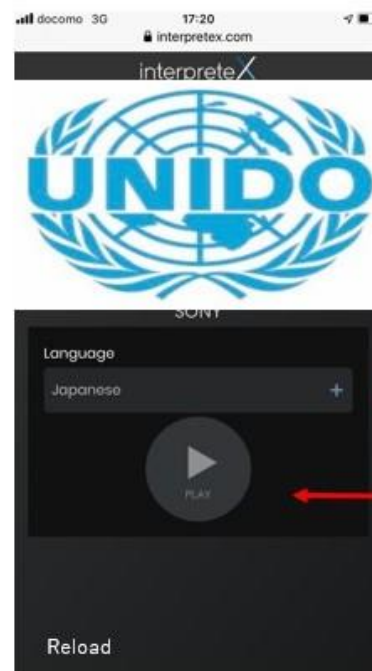 docomo 3G 17:20
interpretex.com
interpreteX
UNIDO
SONY
Language
Japanese +
PLAY
Reload